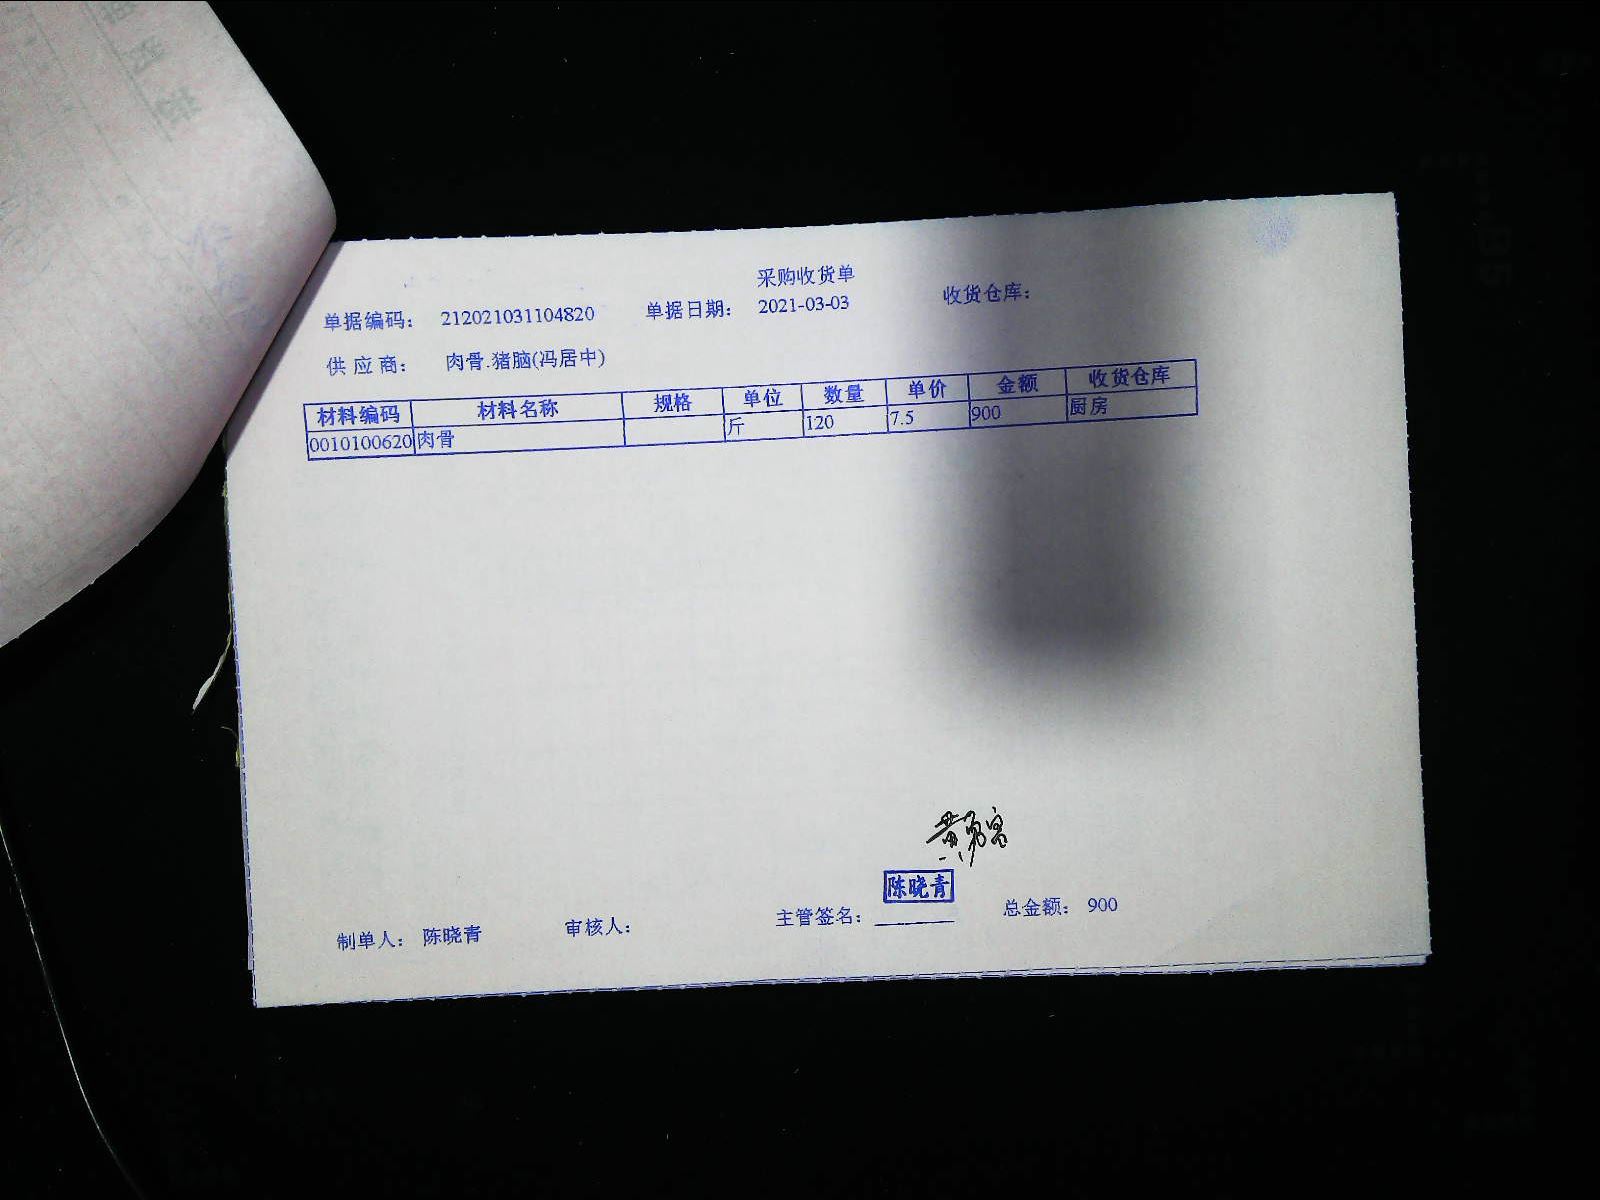 采购收货单
单据编码： 212021031104820 单据日期： 2021-03-03 收货仓库：
供应商： 肉骨.猪脑(冯居中)
材料编码 材料名称 规格 单位 数量 单价 金额 收货仓库
0010100620 肉骨 斤 120 7.5 900 厨房
陈晓青
制单人： 陈晓青 审核人： 主管签名： 总金额： 900